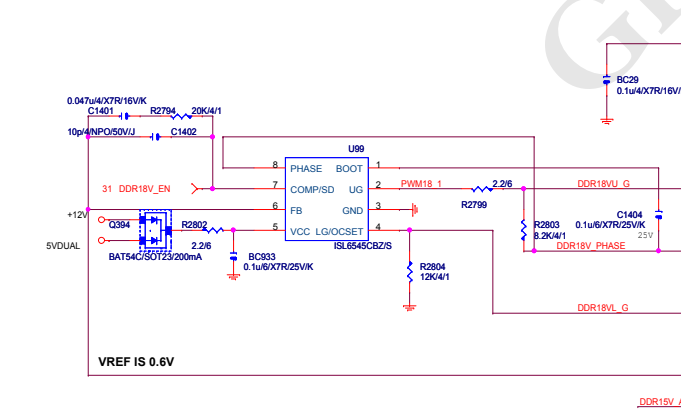 BC29
0.1u/4/X7R/16V/
0.047u/4/X7R/16V/K
C1401
R2794
20K/4/1
10p/4/NPO/50V/J
C1402
U99
8 PHASE BOOT 1
31 DDR18V_EN
7 COMP/SD UG 2
PWM18_1
2.2/6
R2799
DDR18VU_G
6 FB GND 3
5 VCC LG/OCSET 4
ISL6545CBZ/S
+12V
Q394
5VDUAL
BAT54C/SOT23/200mA
R2802
2.2/6
BC933
0.1u/6/X7R/25V/K
R2803
8.2K/4/1
C1404
0.1u/6/X7R/25V/K
25V
DDR18V_PHASE
R2804
12K/4/1
DDR18VL_G
VREF IS 0.6V